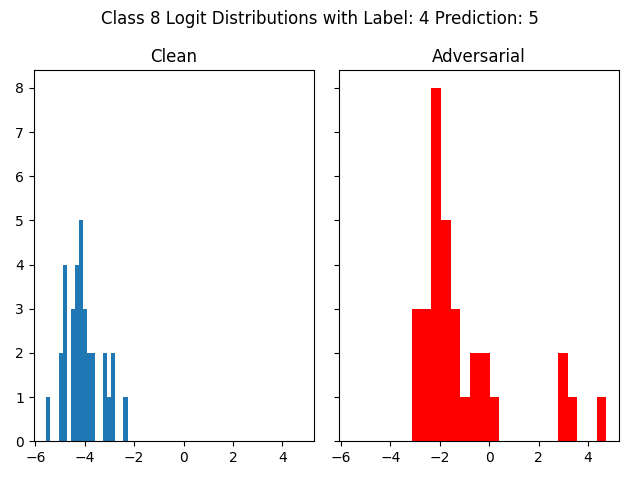 Class 8 Logit Distributions with Label: 4 Prediction: 5
Clean
Adversarial
8
7
6
5
4
3
2
1
0
−6 −4 −2 0 2 4
−6 −4 −2 0 2 4